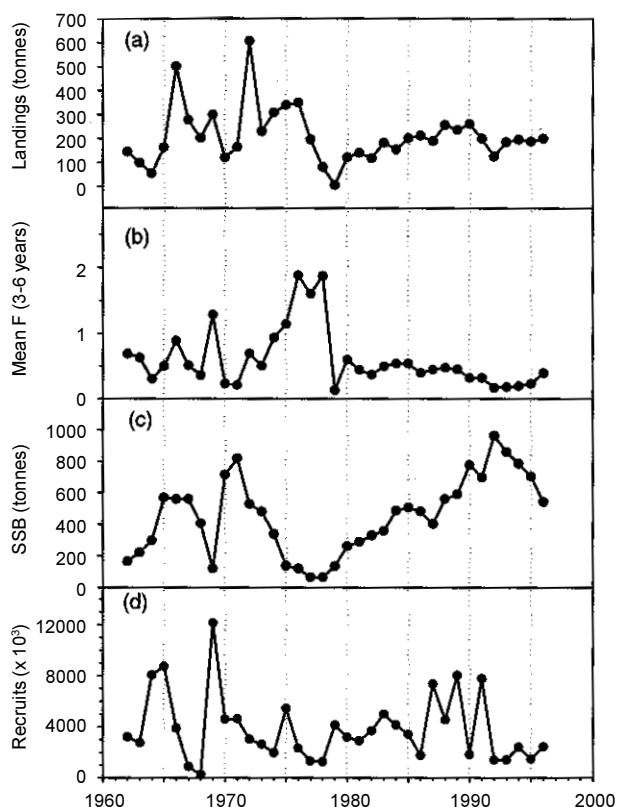 700
600
500
400
300
200
100
0
Landings (tonnes)
(a)
2
1
0
Mean F (3-6 years)
(b)
1000
800
600
400
200
0
SSB (tonnes)
(c)
12000
8000
4000
0
Recruits (x 10³)
(d)
1960 1970 1980 1990 2000